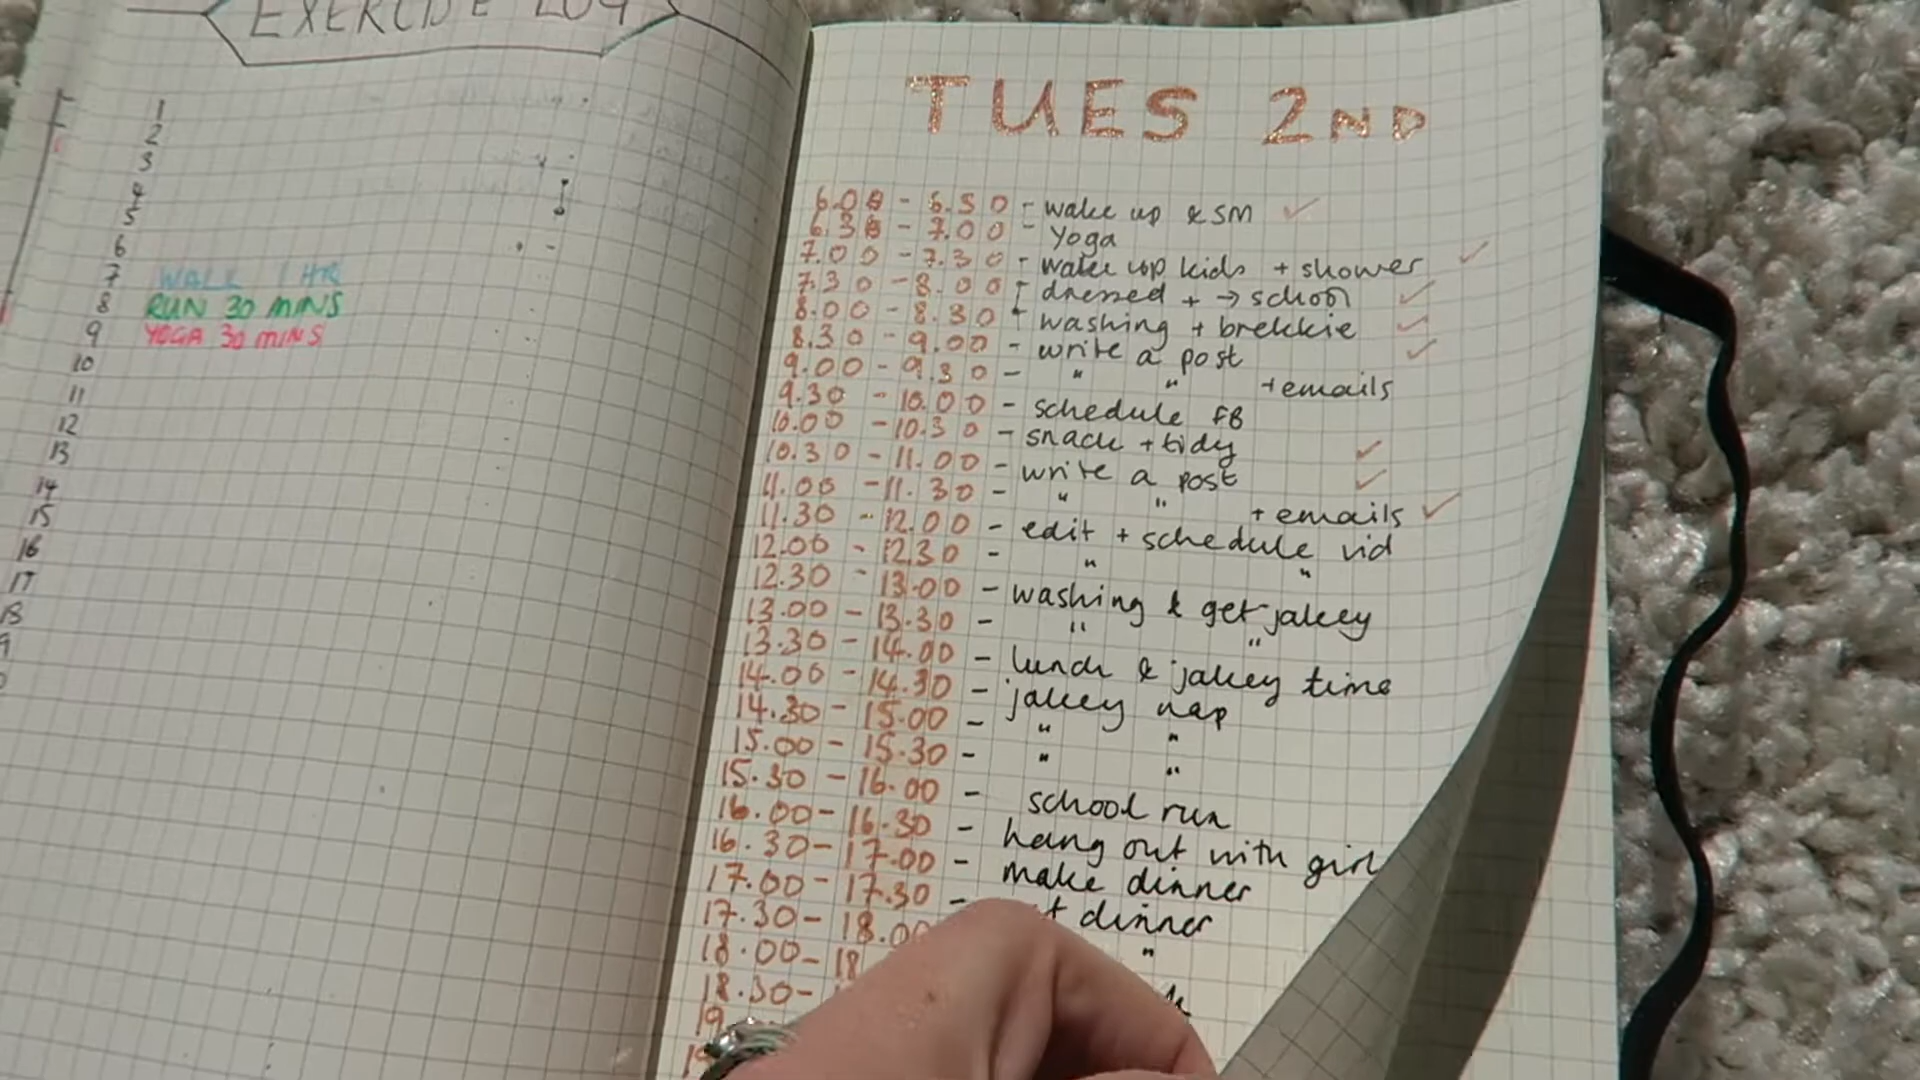 EXERCISE LOG
1
2
3
4
5
6
7 WALK 1 HR
8 RUN 30 MINS
9 YOGA 30 MINS
10
11
12
13
14
15
16
17
18
9
TUES 2ND
6.00 - 6.30 - wake up & SM ✓
6.30 - 7.00 - Yoga
7.00 - 7.30 - wake up kids + shower ✓
7.30 - 8.00 - dressed + → school ✓
8.00 - 8.30 - washing + brekkie ✓
8.30 - 9.00 - write a post ✓
9.00 - 9.30 - " " + emails
9.30 - 10.00 - schedule FB
10.00 - 10.30 - snack + tidy ✓
10.30 - 11.00 - write a post ✓
11.00 - 11.30 - " " + emails ✓
11.30 - 12.00 - edit + schedule vid
12.00 - 12.30 - " "
12.30 - 13.00 - washing & get jakey
13.00 - 13.30 - " "
13.30 - 14.00 - lunch & jakey time
14.00 - 14.30 - jakey nap
14.30 - 15.00 - " "
15.00 - 15.30 - " "
15.30 - 16.00 - school run
16.00 - 16.30 - hang out with girl
16.30 - 17.00 - make dinner
17.00 - 17.30 - dinner
17.30 - 18.00 "
18.00 - 18
18.30 -
19